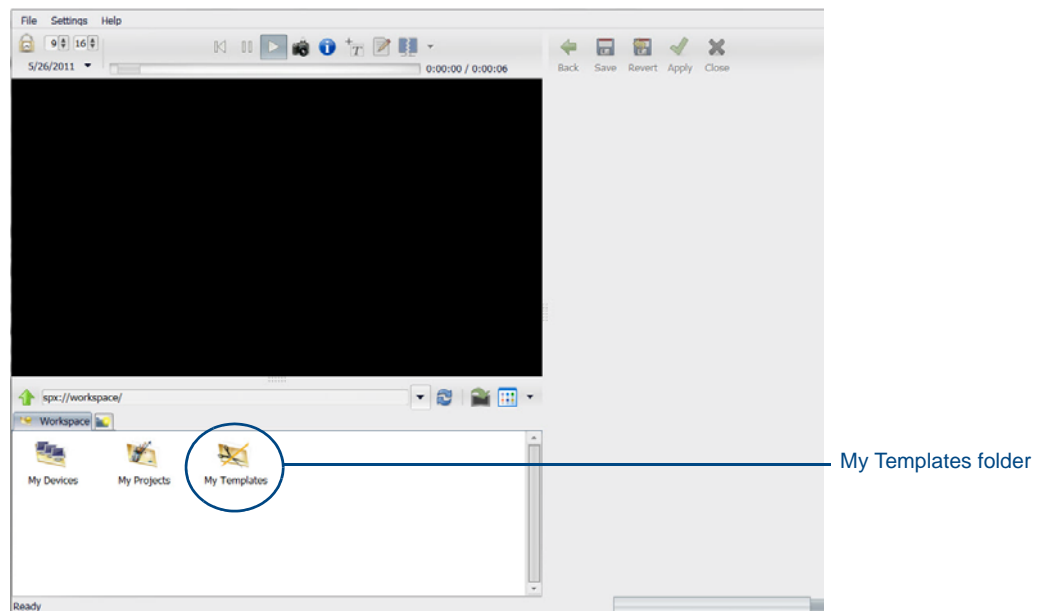 File Settings Help
9 16
5/26/2011
0:00:00 / 0:00:06
Back Save Revert Apply Close
spx://workspace/
Workspace
My Devices My Projects My Templates
My Templates folder
Ready